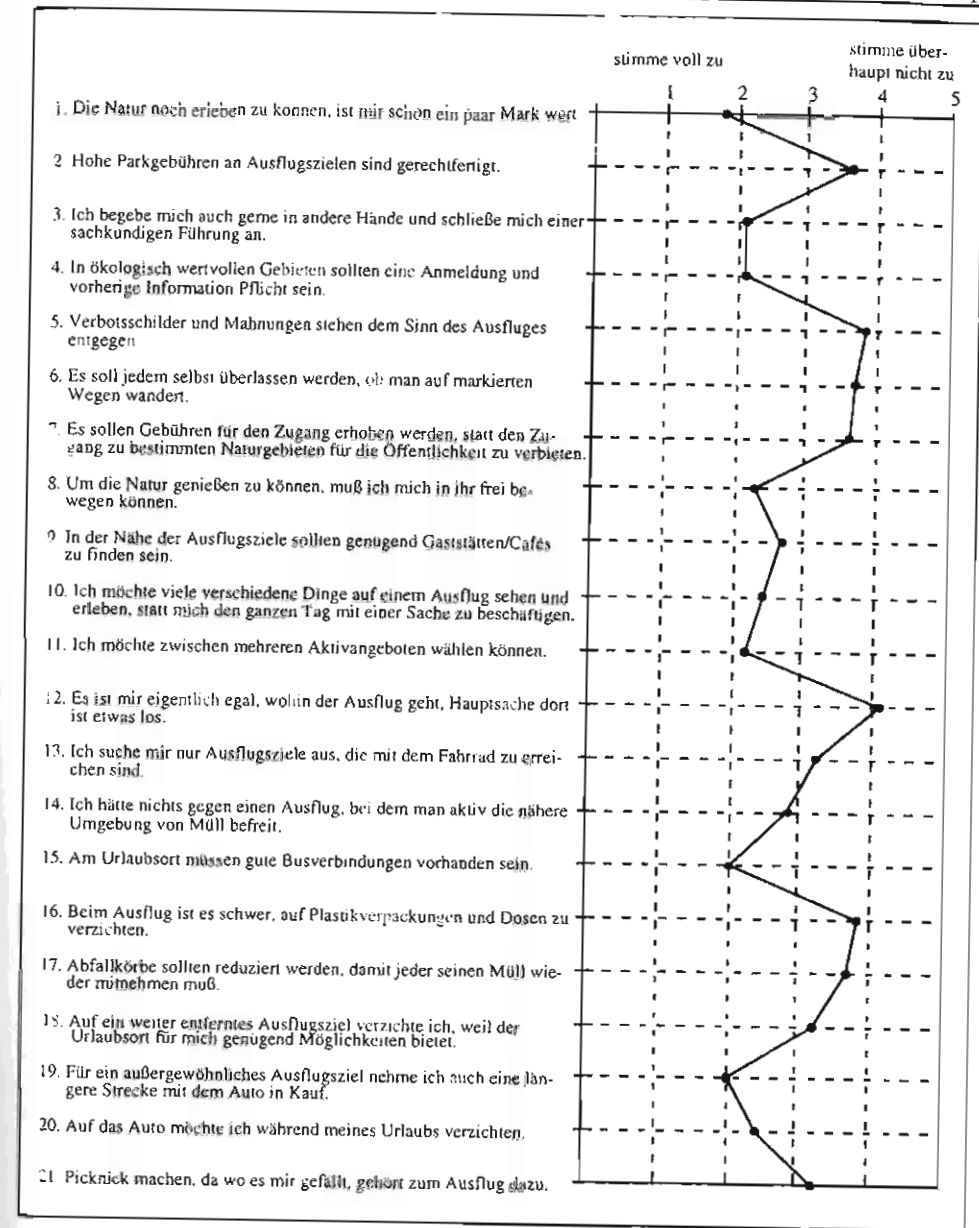 stimme voll zu
stimme über-
haupt nicht zu
1 2 3 4 5
1. Die Natur noch erleben zu konnen, ist mir schon ein paar Mark wert
2 Hohe Parkgebühren an Ausflugszielen sind gerechtfertigt.
3. Ich begebe mich auch gerne in andere Hände und schließe mich einer
sachkundigen Führung an.
4. In ökologisch wertvollen Gebieten sollten eine Anmeldung und
vorherige Information Pflicht sein.
5. Verbotsschilder und Mahnungen stehen dem Sinn des Ausfluges
entgegen
6. Es soll jedem selbst überlassen werden, ob man auf markierten
Wegen wandert.
7. Es sollen Gebühren für den Zugang erhoben werden, statt den Zu-
gang zu bestimmten Naturgebieten für die Öffentlichkeit zu verbieten.
8. Um die Natur genießen zu können, muß ich mich in ihr frei be-
wegen können.
9 In der Nähe der Ausflugsziele sollten genügend Gaststätten/Cafés
zu finden sein.
10. Ich möchte viele verschiedene Dinge auf einem Ausflug sehen und
erleben, statt mich den ganzen Tag mit einer Sache zu beschäftigen.
11. Ich möchte zwischen mehreren Aktivangeboten wählen können.
12. Es ist mir eigentlich egal, wohin der Ausflug geht, Hauptsache dort
ist etwas los.
13. Ich suche mir nur Ausflugsziele aus, die mit dem Fahrrad zu errei-
chen sind.
14. Ich hätte nichts gegen einen Ausflug, bei dem man aktiv die nähere
Umgebung von Müll befreit.
15. Am Urlaubsort müssen gute Busverbindungen vorhanden sein.
16. Beim Ausflug ist es schwer, auf Plastikverpackungen und Dosen zu
verzichten.
17. Abfallkörbe sollten reduziert werden, damit jeder seinen Müll wie-
der mitnehmen muß.
18. Auf ein weiter entferntes Ausflugsziel verzichte ich, weil der
Urlaubsort für mich genügend Möglichkeiten bietet.
19. Für ein außergewöhnliches Ausflugsziel nehme ich auch eine län-
gere Strecke mit dem Auto in Kauf.
20. Auf das Auto möchte ich während meines Urlaubs verzichten.
21 Picknick machen, da wo es mir gefällt, gehört zum Ausflug dazu.